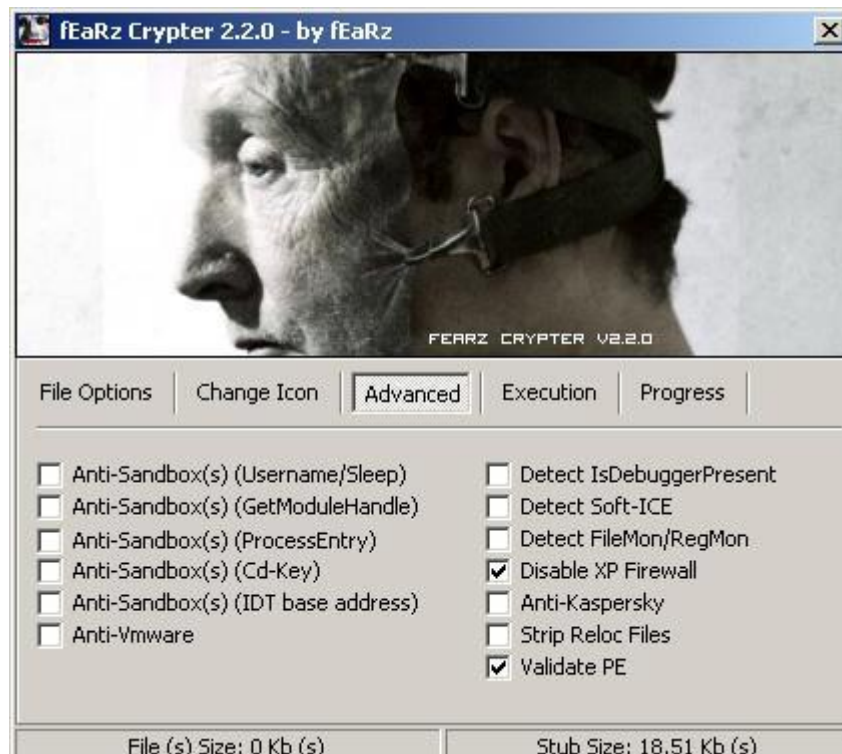 fEaRz Crypter 2.2.0 - by fEaRz
FEARZ CRYPTER V2.2.0
File Options
Change Icon
Advanced
Execution
Progress
Anti-Sandbox(s) (Username/Sleep)
Anti-Sandbox(s) (GetModuleHandle)
Anti-Sandbox(s) (ProcessEntry)
Anti-Sandbox(s) (Cd-Key)
Anti-Sandbox(s) (IDT base address)
Anti-Vmware
Detect IsDebuggerPresent
Detect Soft-ICE
Detect FileMon/RegMon
Disable XP Firewall
Anti-Kaspersky
Strip Reloc Files
Validate PE
File (s) Size: 0 Kb (s)
Stub Size: 18.51 Kb (s)